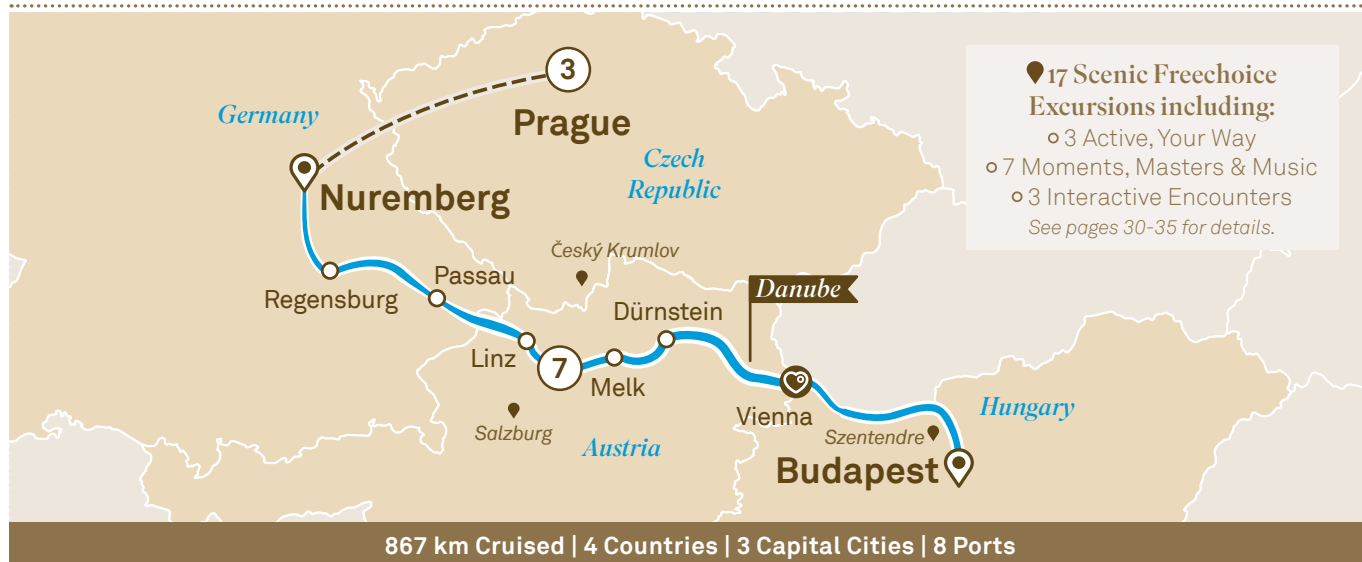 3
Prague
Germany
Czech
Republic
Nuremberg
17 Scenic Freechoice
Excursions including:
3 Active, Your Way
7 Moments, Masters & Music
3 Interactive Encounters
See pages 30-35 for details.
Český Krumlov
Passau
Regensburg
Danube
Dürnstein
Linz
7
Melk
Vienna
Hungary
Salzburg
Austria
Szentendre
Budapest
867 km Cruised | 4 Countries | 3 Capital Cities | 8 Ports